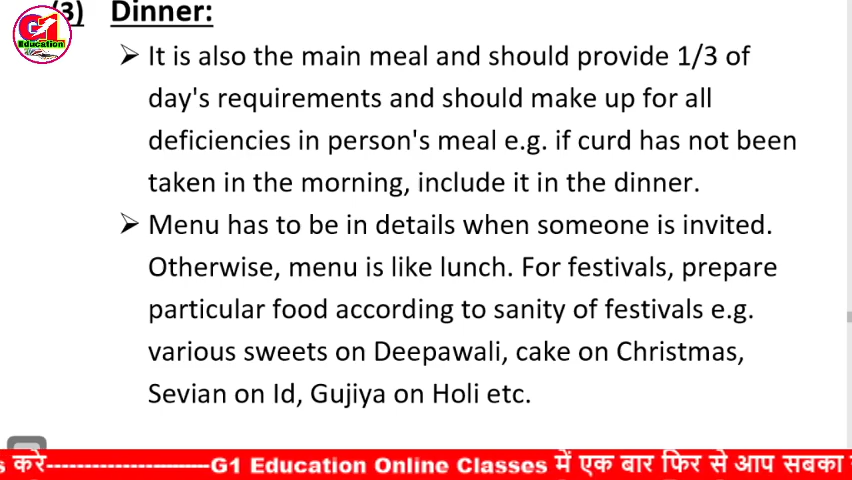 (3) Dinner:
G1
Education
➢ It is also the main meal and should provide 1/3 of
day's requirements and should make up for all
deficiencies in person's meal e.g. if curd has not been
taken in the morning, include it in the dinner.
➢ Menu has to be in details when someone is invited.
Otherwise, menu is like lunch. For festivals, prepare
particular food according to sanity of festivals e.g.
various sweets on Deepawali, cake on Christmas,
Sevian on Id, Gujiya on Holi etc.
s करे-----------------------G1 Education Online Classes में एक बार फिर से आप सबका